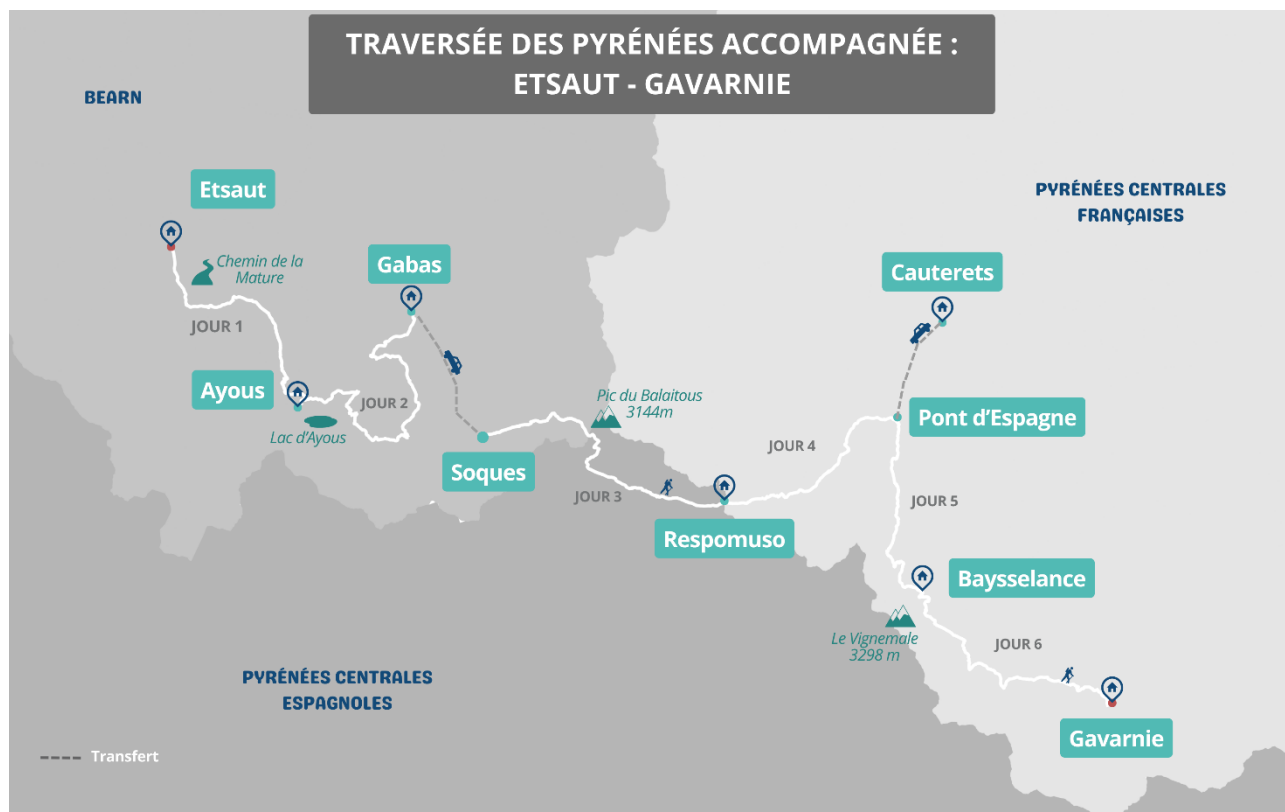 TRAVERSÉE DES PYRÉNÉES ACCOMPAGNÉE :
ETSAUT - GAVARNIE
BEARN
Etsaut
PYRÉNÉES CENTRALES
FRANÇAISES
Chemin de la
Mature
Gabas
Cauterets
JOUR 1
Ayous
JOUR 2
Lac d'Ayous
Pic du Balaitous
3144m
Pont d'Espagne
Soques
JOUR 4
JOUR 3
JOUR 5
Respomuso
Baysselance
Le Vignemale
3298 m
JOUR 6
PYRÉNÉES CENTRALES
ESPAGNOLES
Gavarnie
Transfert